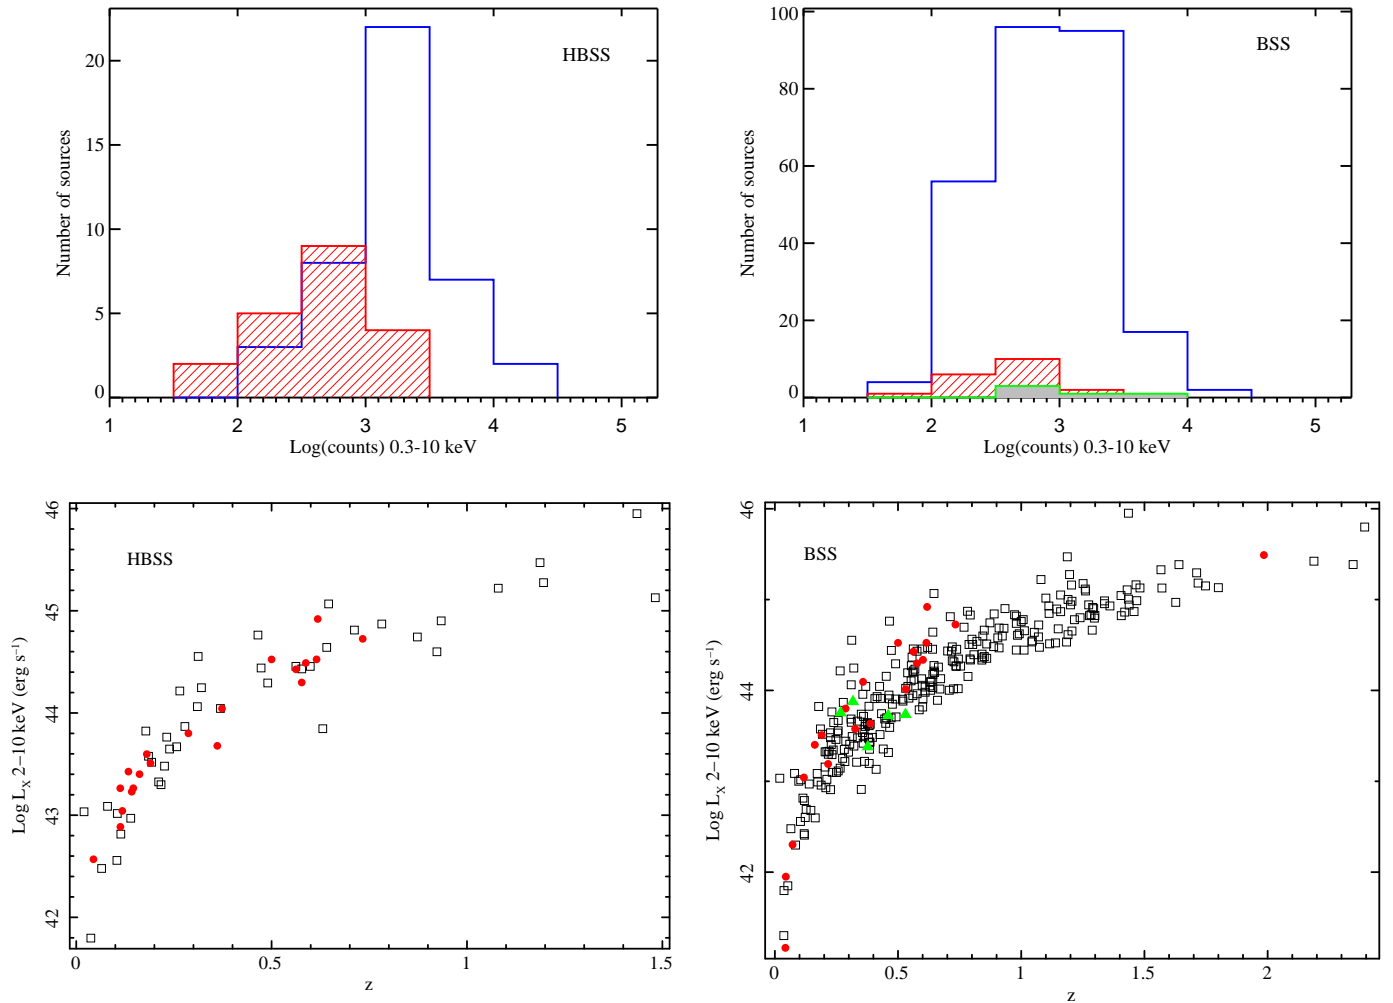 HBSS
Number of sources
20
15
10
5
0
1 2 3 4 5
Log(counts) 0.3-10 keV
BSS
Number of sources
100
80
60
40
20
0
1 2 3 4 5
Log(counts) 0.3-10 keV
HBSS
Log L_X 2−10 keV (erg s⁻¹)
46
45
44
43
42
0 0.5 1 1.5
z
BSS
Log L_X 2−10 keV (erg s⁻¹)
46
44
42
0 0.5 1 1.5 2
z